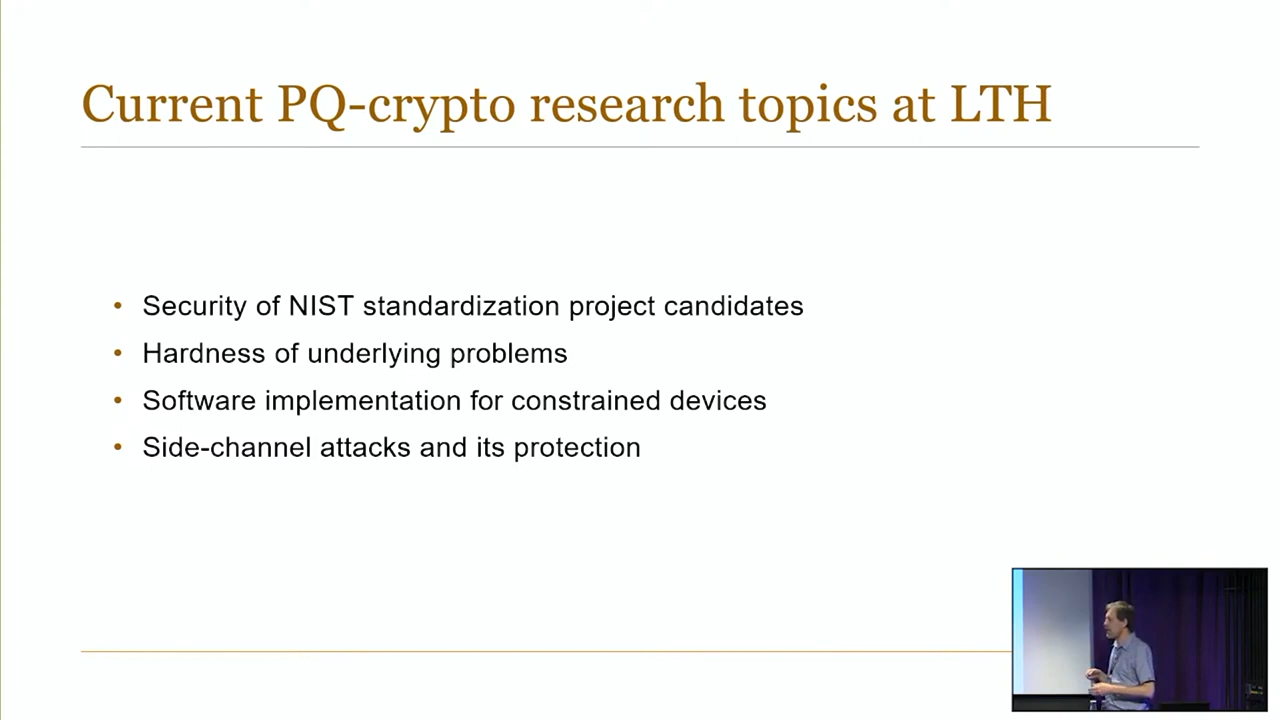 Current PQ-crypto research topics at LTH
• Security of NIST standardization project candidates
• Hardness of underlying problems
• Software implementation for constrained devices
• Side-channel attacks and its protection